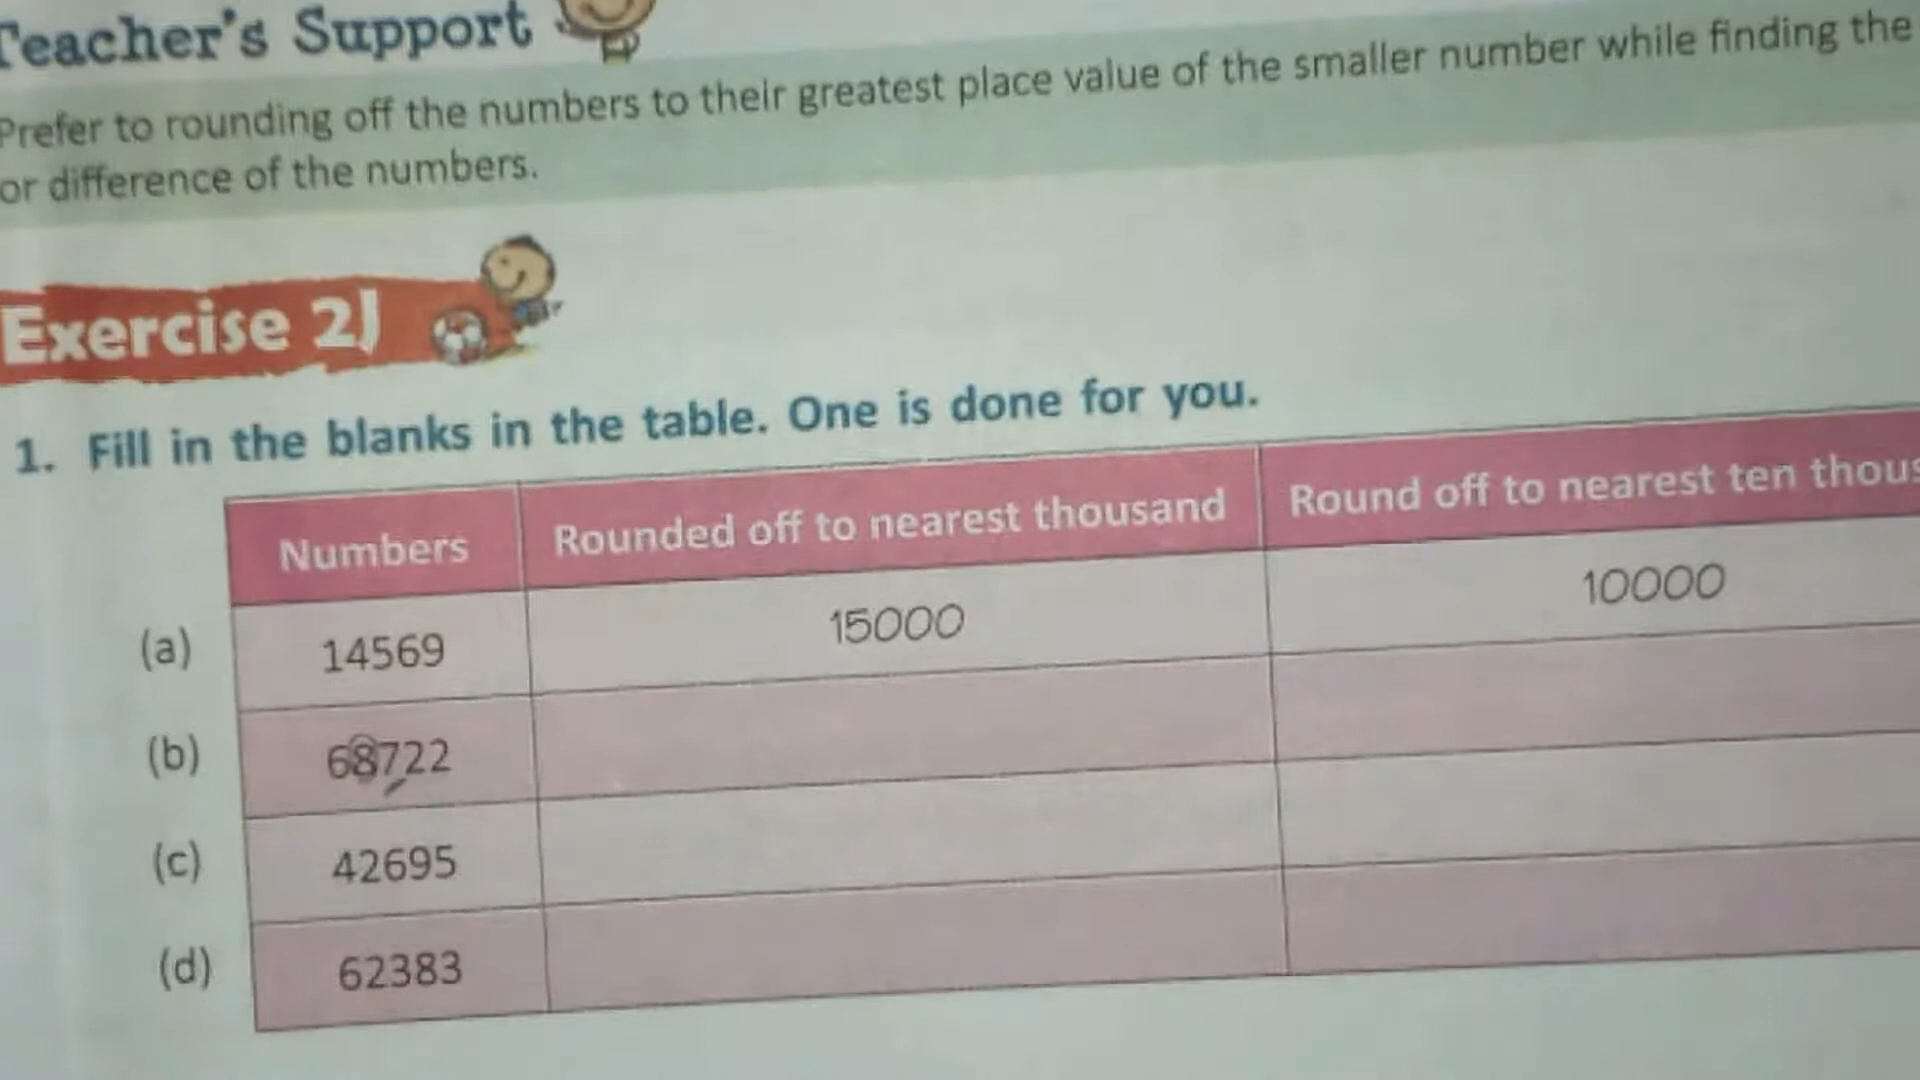 Teacher's Support
Prefer to rounding off the numbers to their greatest place value of the smaller number while finding the
or difference of the numbers.
Exercise 2J
1. Fill in the blanks in the table. One is done for you.
Numbers Rounded off to nearest thousand Round off to nearest ten thous
(a) 14569 15000 10000
(b) 68722
(c) 42695
(d) 62383